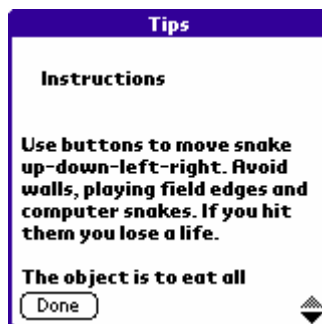 Tips
Instructions
Use buttons to move snake
up-down-left-right. Avoid
walls, playing field edges and
computer snakes. If you hit
them you lose a life.
The object is to eat all
Done